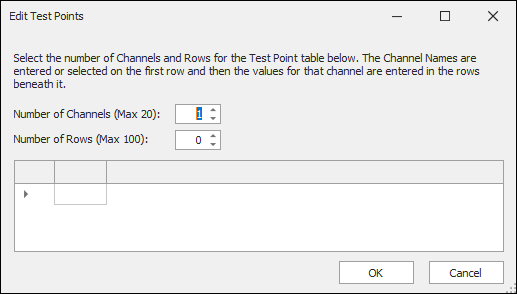 Edit Test Points
Select the number of Channels and Rows for the Test Point table below. The Channel Names are
entered or selected on the first row and then the values for that channel are entered in the rows
beneath it.
Number of Channels (Max 20): 1
Number of Rows (Max 100): 0
OK Cancel